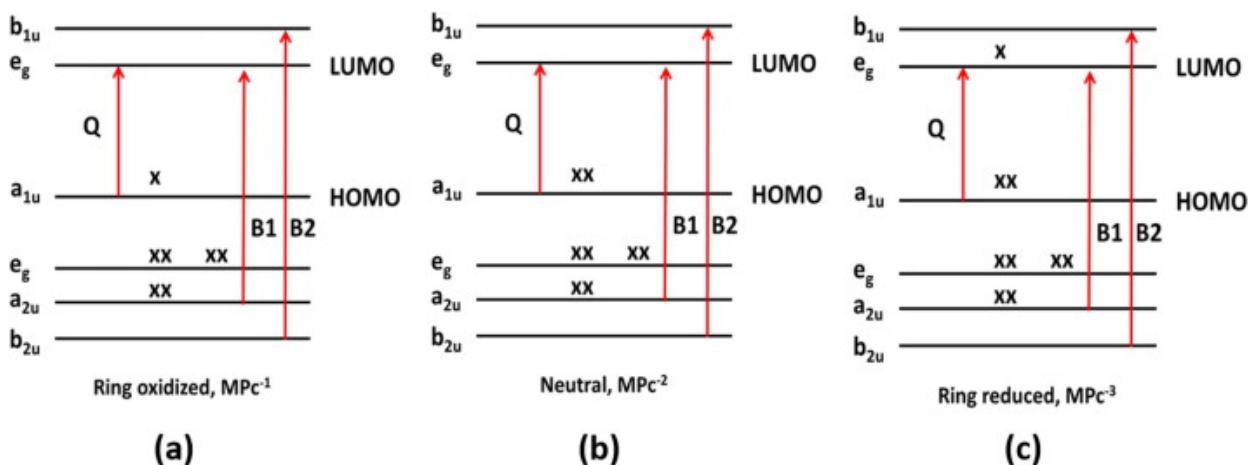 b1u
eg
LUMO
Q
x
a1u
HOMO
B1
B2
xx
xx
eg
xx
a2u
b2u
Ring oxidized, MPc-1
(a)
b1u
eg
LUMO
Q
xx
a1u
HOMO
B1
B2
xx
xx
eg
xx
a2u
b2u
Neutral, MPc-2
(b)
b1u
x
eg
LUMO
Q
xx
a1u
HOMO
B1
B2
xx
xx
eg
xx
a2u
b2u
Ring reduced, MPc-3
(c)